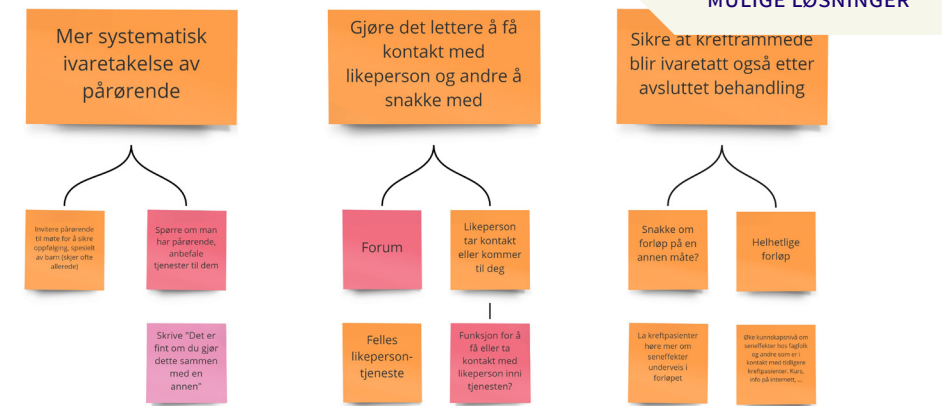 MULIGE LØSNINGER
Mer systematisk
ivaretakelse av
pårørende
Gjøre det lettere å få
kontakt med
likeperson og andre å
snakke med
Sikre at kreftrammede
blir ivaretatt også etter
avsluttet behandling
Invitere pårørende
til møte for å sikre
oppfølging, spesielt
av barn (skjer ofte
allerede)
Spørre om man
har pårørende,
anbefale
tjenester til dem
Forum
Likeperson
tar kontakt
eller kommer
til deg
Snakke om
forløp på en
annen måte?
Helhetlige
forløp
Skrive "Det er
fint om du gjør
dette sammen
med en
annen"
Felles
likeperson-
tjeneste
Funksjon for å
få eller ta
kontakt med
likeperson inni
tjenesten?
La kreftpasienter
høre mer om
seneffekter
underveis i
forløpet
Øke kunnskapsnivå om
seneffekter hos fagfolk
og andre som er i
kontakt med tidligere
kreftpasienter. Kurs,
info på internett, ...